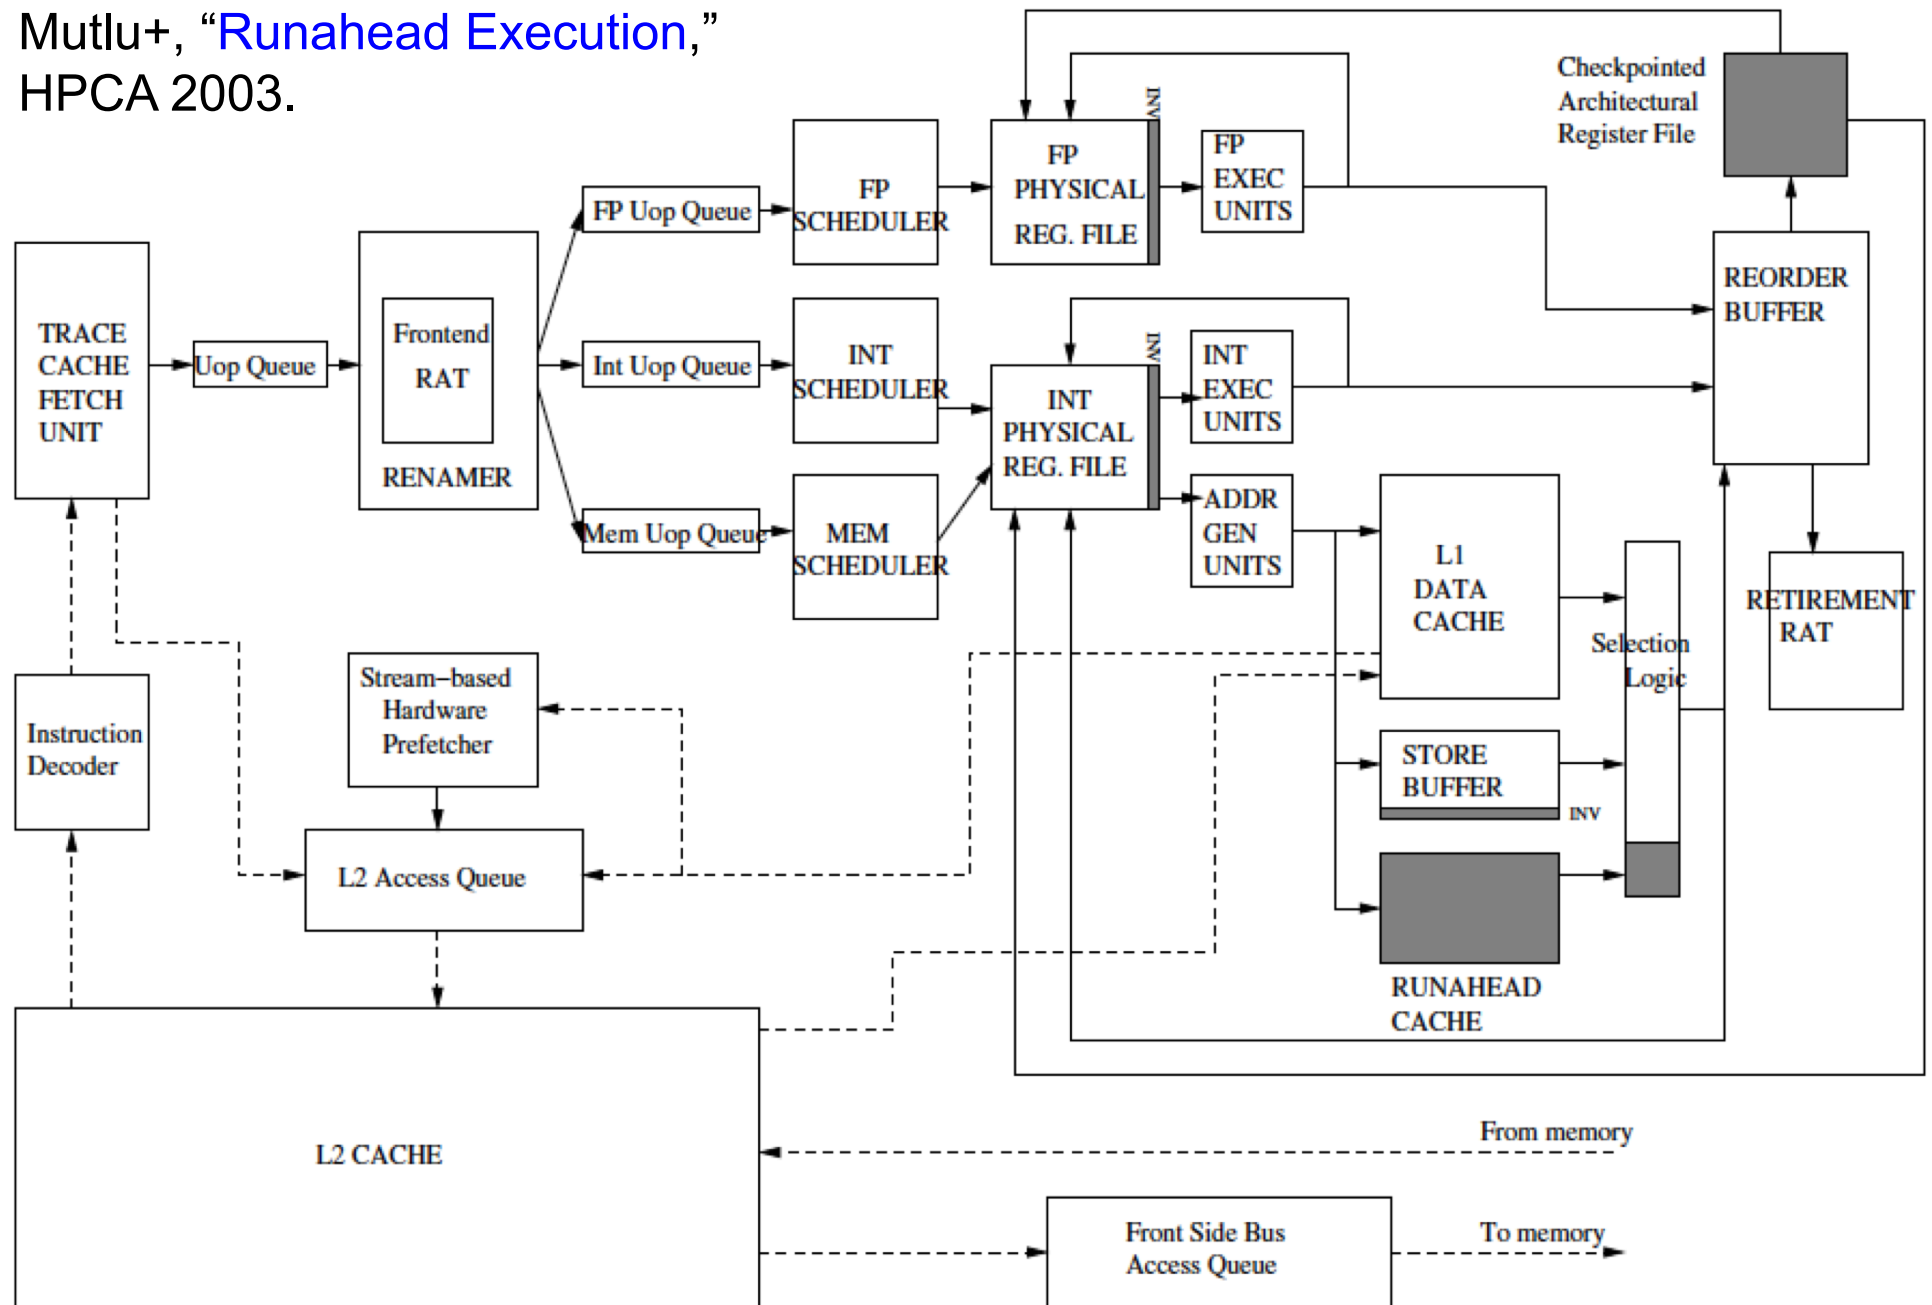 Mutlu+, “Runahead Execution,”
HPCA 2003.
Checkpointed
Architectural
Register File
INV
FP
PHYSICAL
REG. FILE
FP
EXEC
UNITS
FP
SCHEDULER
FP Uop Queue
REORDER
BUFFER
TRACE
CACHE
FETCH
UNIT
Uop Queue
Frontend
RAT
RENAMER
Int Uop Queue
INT
SCHEDULER
INV
INT
PHYSICAL
REG. FILE
INT
EXEC
UNITS
Mem Uop Queue
MEM
SCHEDULER
ADDR
GEN
UNITS
L1
DATA
CACHE
Selection
Logic
RETIREMENT
RAT
Instruction
Decoder
Stream−based
Hardware
Prefetcher
STORE
BUFFER
INV
L2 Access Queue
RUNAHEAD
CACHE
L2 CACHE
From memory
Front Side Bus
Access Queue
To memory